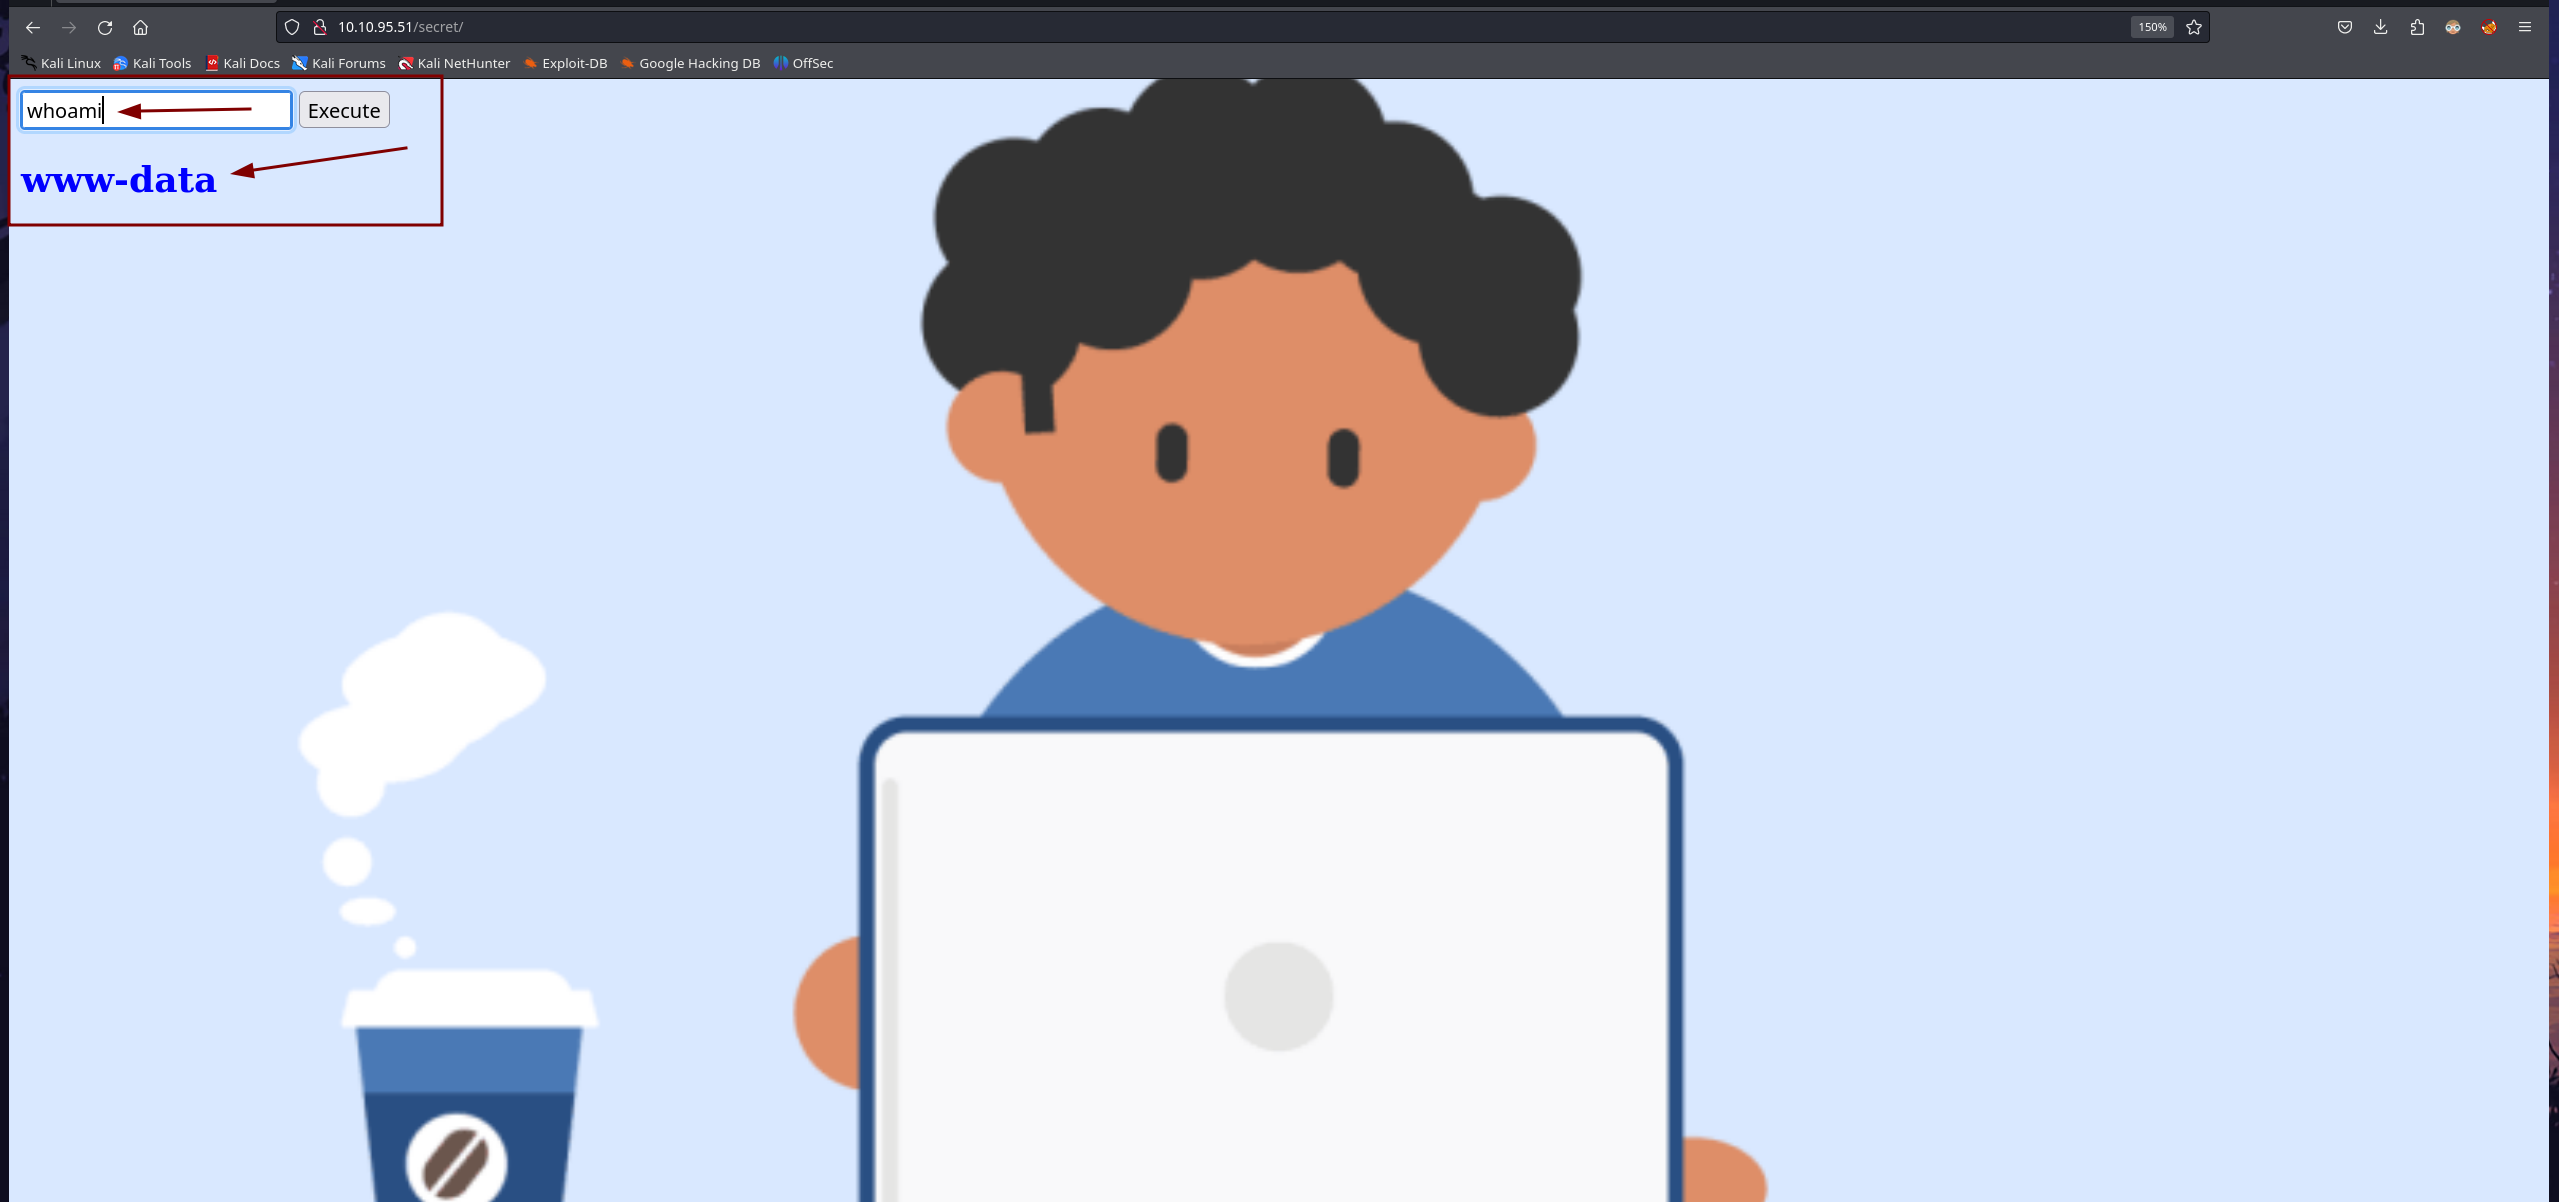 10.10.95.51/secret/
150%
Kali Linux Kali Tools Kali Docs Kali Forums Kali NetHunter Exploit-DB Google Hacking DB OffSec
whoami Execute
www-data